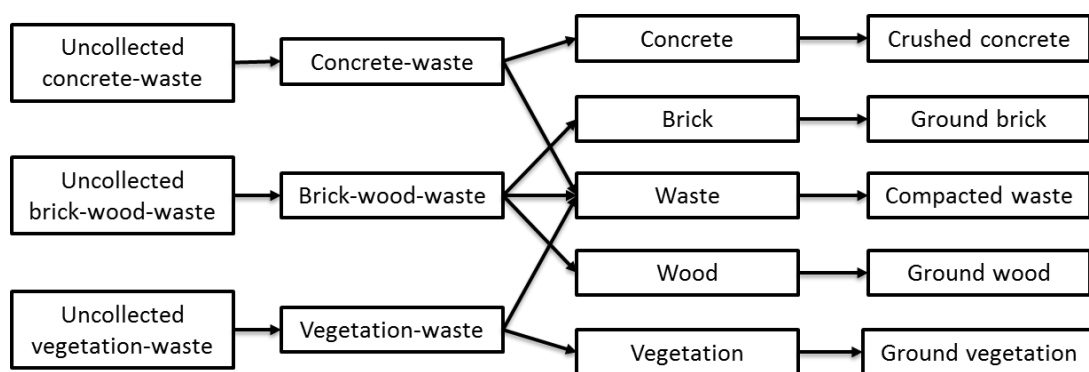 Uncollected
concrete-waste
Concrete-waste
Concrete
Crushed concrete
Brick
Ground brick
Uncollected
brick-wood-waste
Brick-wood-waste
Waste
Compacted waste
Wood
Ground wood
Uncollected
vegetation-waste
Vegetation-waste
Vegetation
Ground vegetation